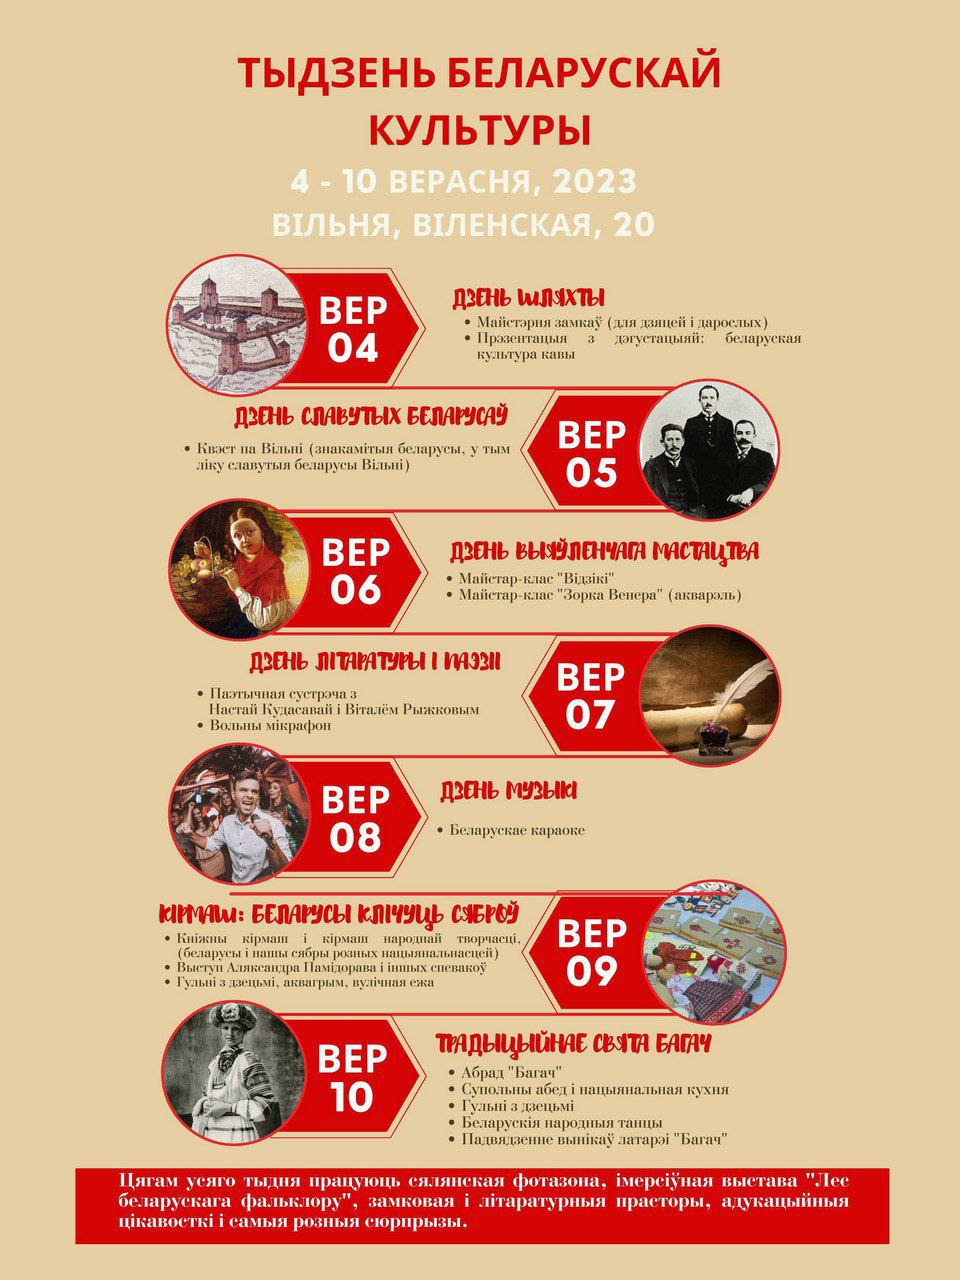 ТЫДЗЕНЬ БЕЛАРУСКАЙ
КУЛЬТУРЫ
4 - 10 ВЕРАСНЯ, 2023
ВІЛЬНЯ, ВІЛЕНСКАЯ, 20
ВЕР
04
ДЗЕНЬ ШЛЯХТЫ
• Майстэрня замкаў (для дзяцей і дарослых)
• Прэзентацыя з дэгустацыяй: беларуская
культура кавы
ВЕР
05
ДЗЕНЬ СЛАВУТЫХ БЕЛАРУСАЎ
• Квэст па Вільні (знакамітыя беларусы, у тым
ліку славутыя беларусы Вільні)
ВЕР
06
ДЗЕНЬ ВЫЯЎЛЕНЧАГА МАСТАЦТВА
• Майстар-клас "Відзікі"
• Майстар-клас "Зорка Венера" (акварэль)
ВЕР
07
ДЗЕНЬ ЛІТАРАТУРЫ І ПАЭЗІІ
• Паэтычная сустрэча з
Настай Кудасавай і Віталём Рыжковым
• Вольны мікрафон
ВЕР
08
ДЗЕНЬ МУЗЫКІ
• Беларускае караоке
ВЕР
09
КІРМАШ: БЕЛАРУСЫ КЛІЧУЦЬ СЯБРОЎ
• Кніжны кірмаш і кірмаш народнай творчасці,
(беларусы і нашы сябры розных нацыянальнасцей)
• Выступ Аляксандра Памідорава і іншых спевакоў
• Гульні з дзецьмі, аквагрым, вулічная ежа
ВЕР
10
ТРАДЫЦЫЙНАЕ СВЯТА БАГАЧ
• Абрад "Багач"
• Супольны абед і нацыянальная кухня
• Гульні з дзецьмі
• Беларускія народныя танцы
• Падвядзенне вынікаў латарэі "Багач"
Цягам усяго тыдня працуюць сялянская фотазона, імерсіўная выстава "Лес
беларускага фальклору", замковая і літаратурныя прасторы, адукацыйныя
цікавосткі і самыя розныя сюрпрызы.